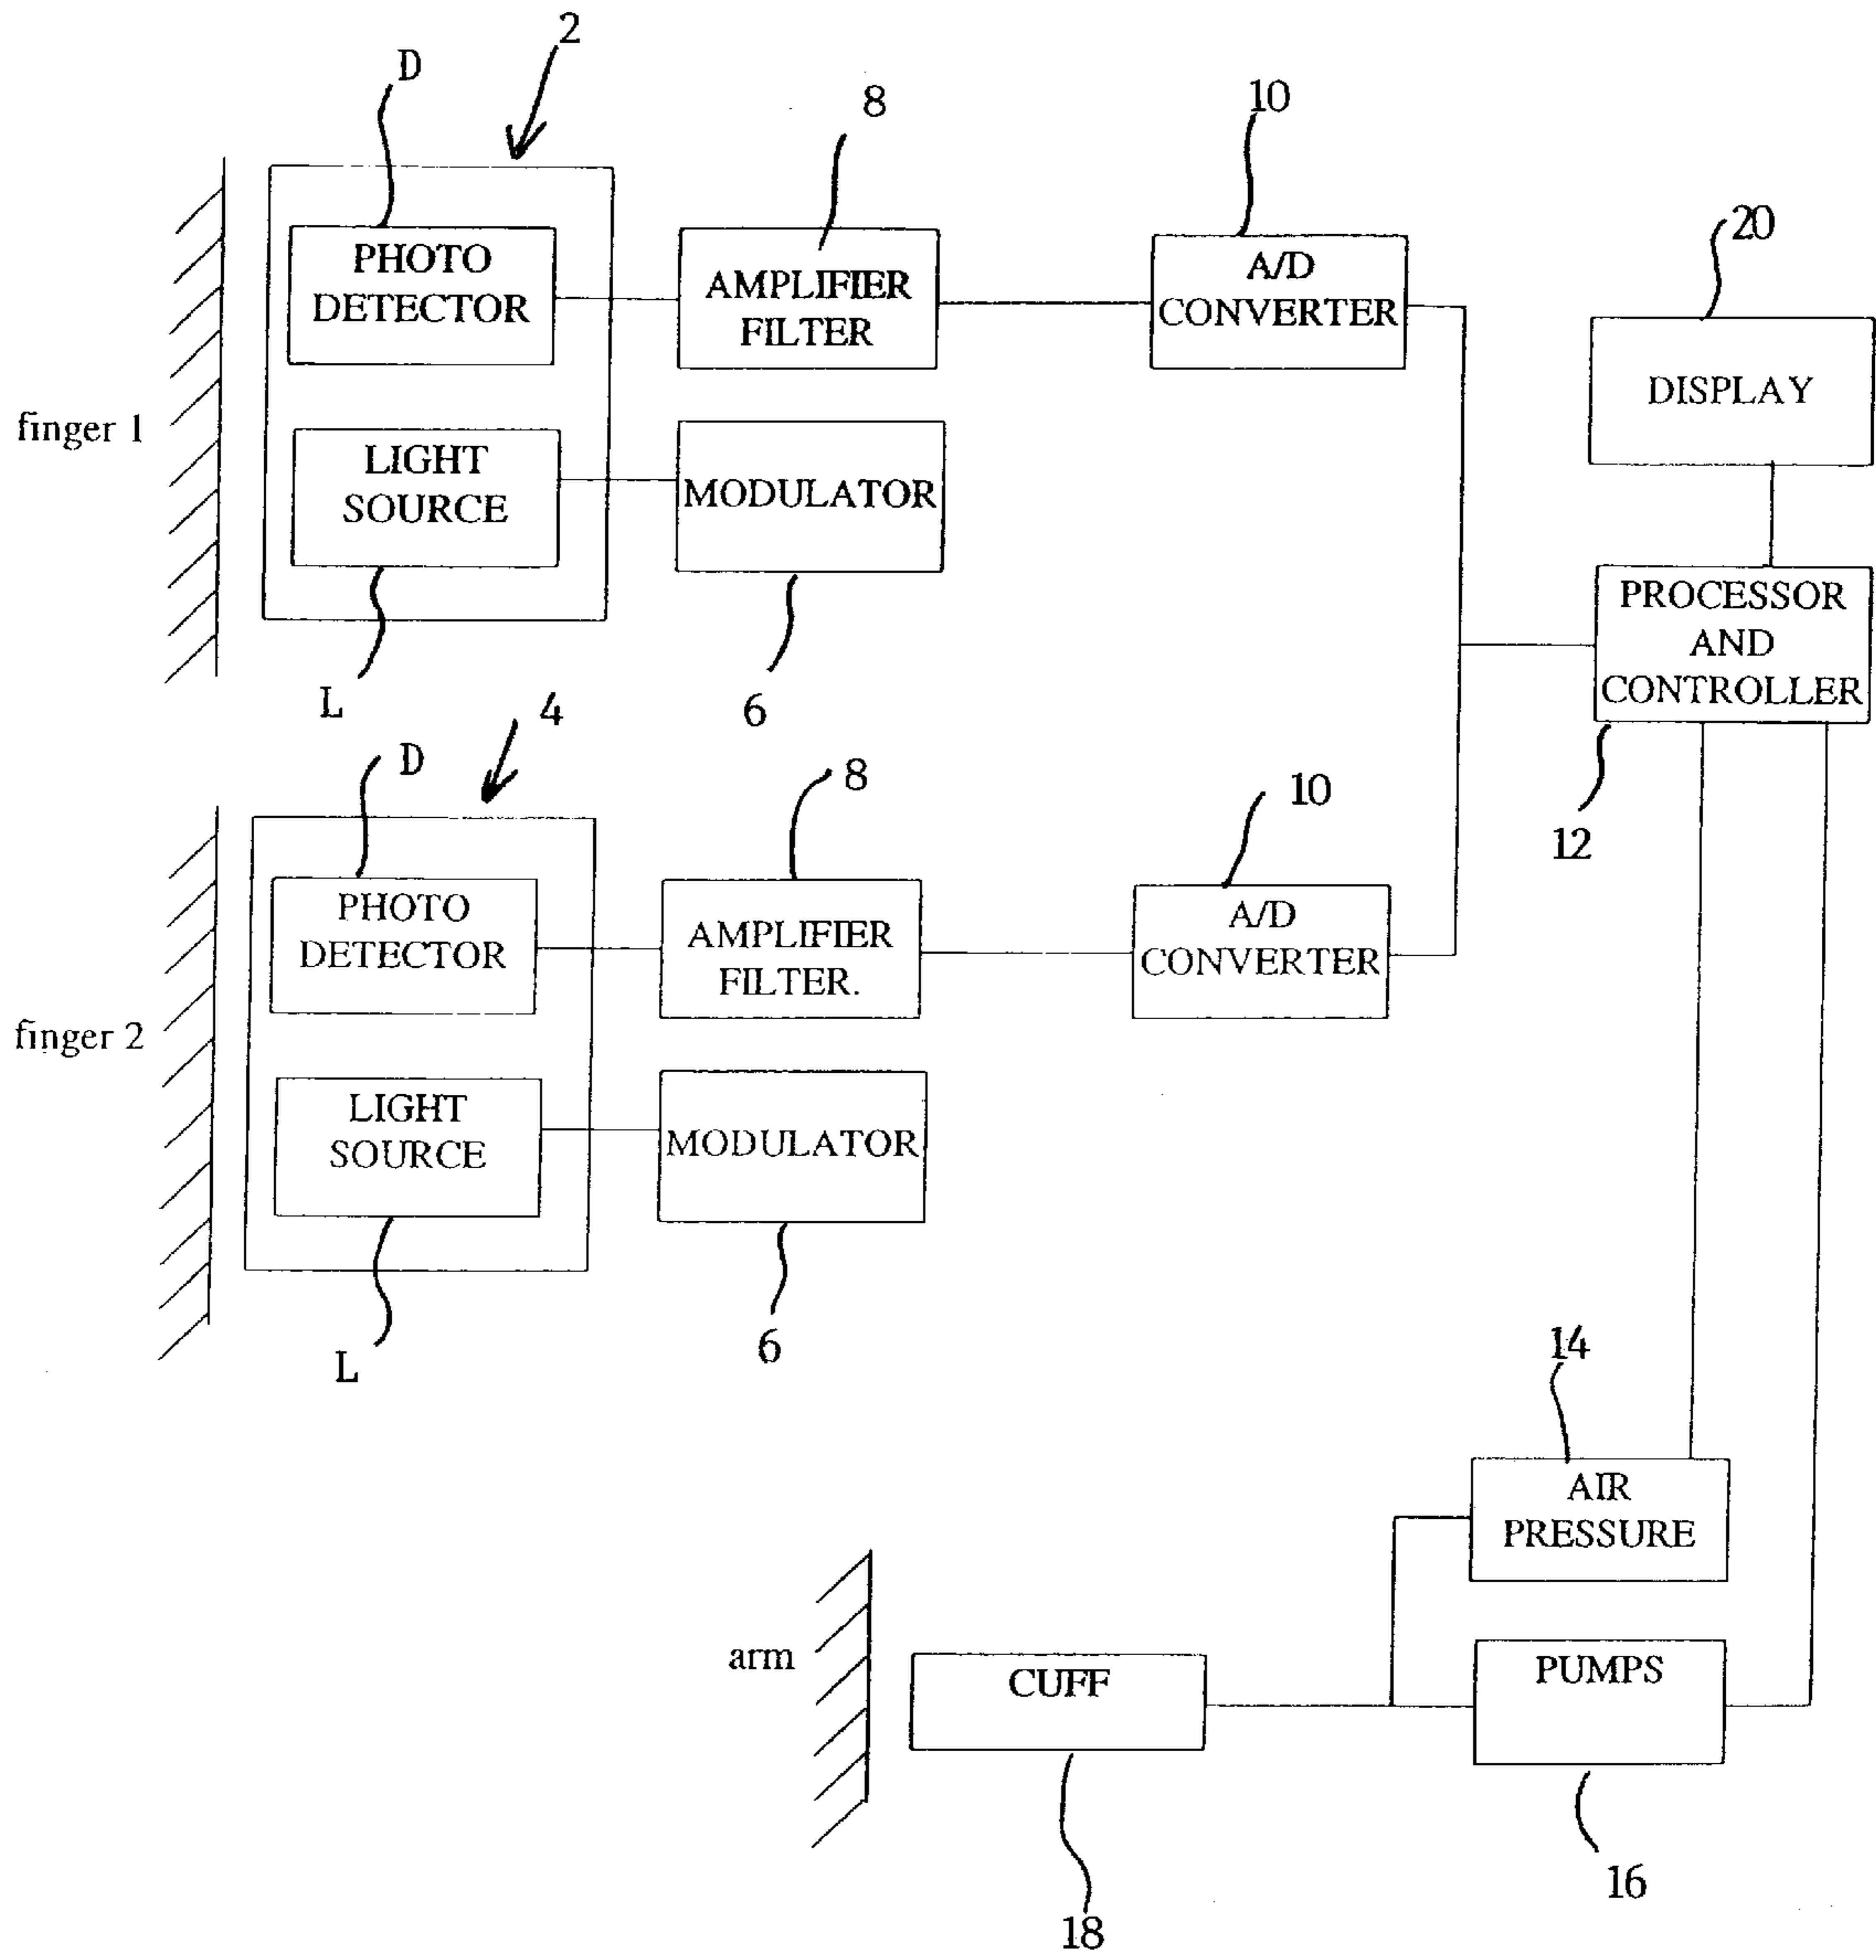 2
D
8
10
20
PHOTO
DETECTOR
AMPLIFIER
FILTER
A/D
CONVERTER
DISPLAY
finger 1
LIGHT
SOURCE
MODULATOR
PROCESSOR
AND
CONTROLLER
L
6
4
D
8
10
12
PHOTO
DETECTOR
AMPLIFIER
FILTER.
A/D
CONVERTER
finger 2
LIGHT
SOURCE
MODULATOR
L
6
14
AIR
PRESSURE
arm
CUFF
PUMPS
18
16